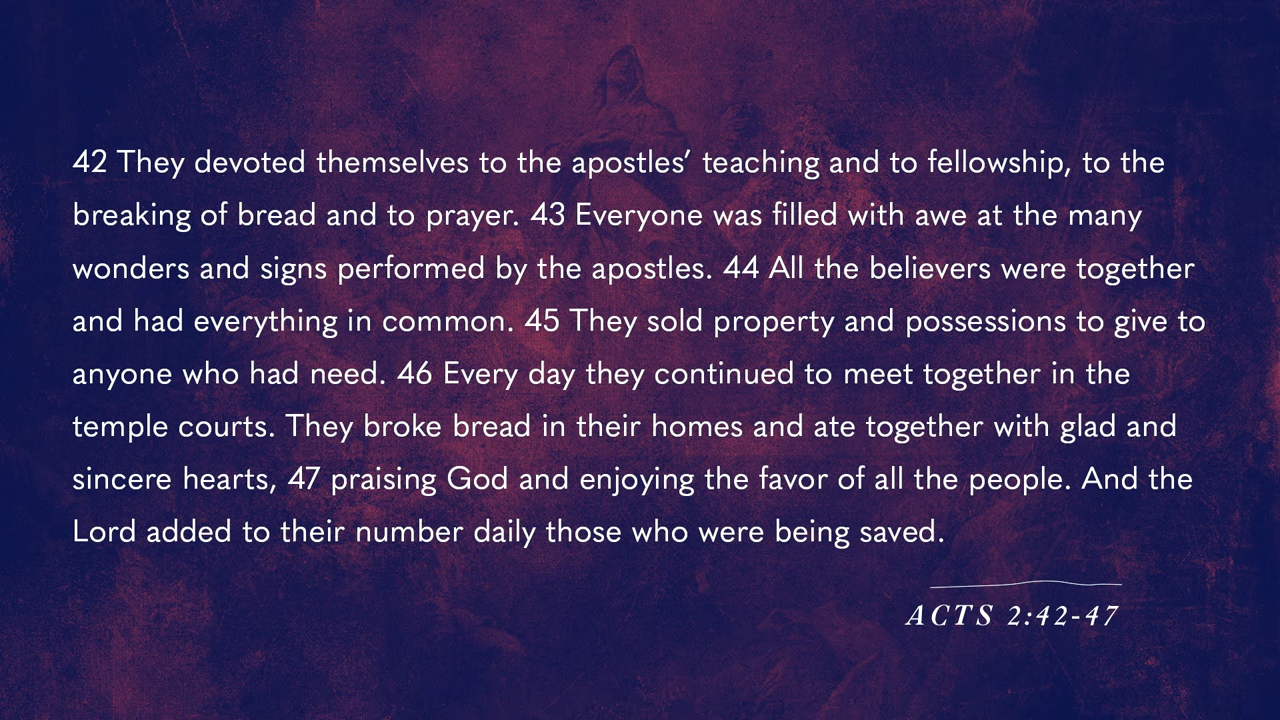 42 They devoted themselves to the apostles’ teaching and to fellowship, to the
breaking of bread and to prayer. 43 Everyone was filled with awe at the many
wonders and signs performed by the apostles. 44 All the believers were together
and had everything in common. 45 They sold property and possessions to give to
anyone who had need. 46 Every day they continued to meet together in the
temple courts. They broke bread in their homes and ate together with glad and
sincere hearts, 47 praising God and enjoying the favor of all the people. And the
Lord added to their number daily those who were being saved.
ACTS 2:42-47